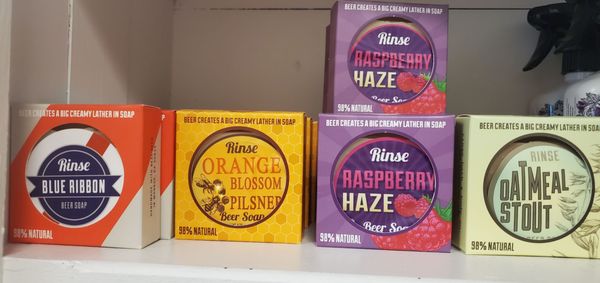 BEER CREATES A BIG CREAMY LATHER IN SOAP
Rinse
RASPBERRY
HAZE
Beer
98% NATURAL
BEER CREATES A BIG CREAMY LATHER IN SOAP
Rinse
BLUE RIBBON
BEER SOAP
98% NATURAL
BEER CREATES A BIG CREAMY LATHER IN SOAP
Rinse
ORANGE
BLOSSOM
PILSNER
Beer Soap
98% NATURAL
BEER CREATES A BIG CREAMY LATHER IN SOAP
Rinse
RASPBERRY
HAZE
Beer
98% NATURAL
BEER CREATES A BIG CREAMY LATHER IN SOAP
RINSE
OATMEAL
STOUT
98% NATURAL